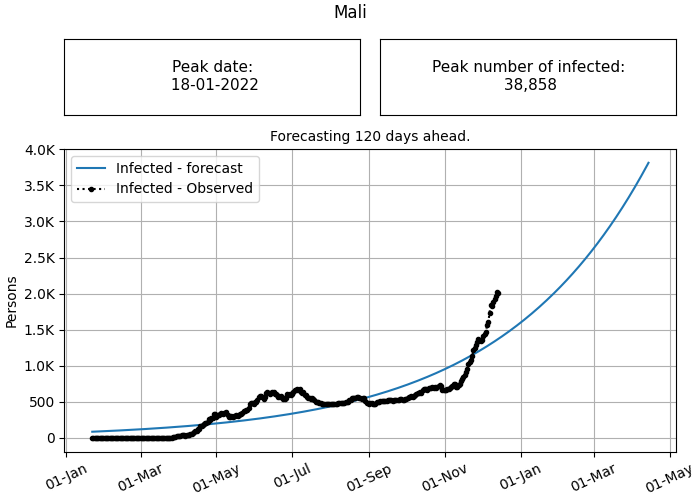 Mali
Peak date:
18-01-2022
Peak number of infected:
38,858
Forecasting 120 days ahead.
4.0K
3.5K
3.0K
2.5K
2.0K
1.5K
1.0K
500
0
Persons
Infected - forecast
Infected - Observed
01-Jan
01-Mar
01-May
01-Jul
01-Sep
01-Nov
01-Jan
01-Mar
01-May